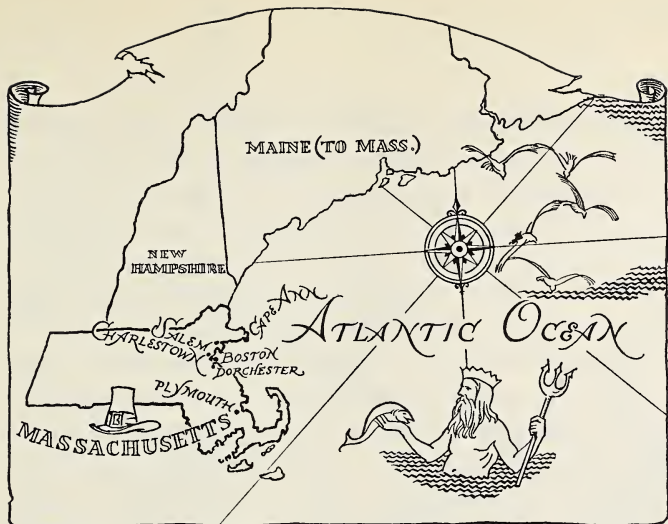 MAINE (TO MASS.)
NEW
HAMPSHIRE
CAPE ANN
SALEM
CHARLESTOWN
ATLANTIC OCEAN
BOSTON
DORCHESTER
PLYMOUTH
MASSACHUSETTS